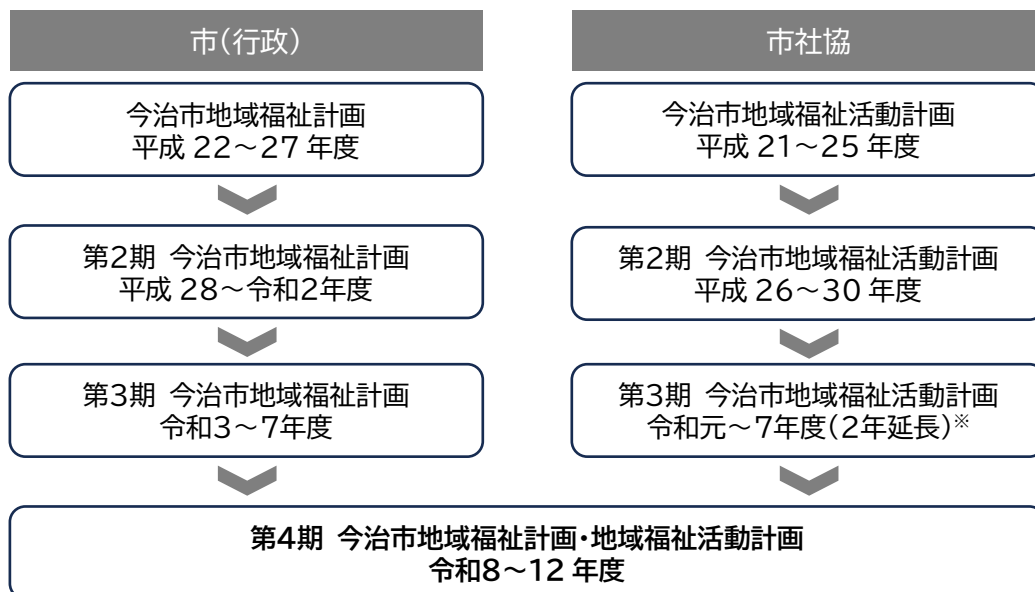 市(行政)
市社協
今治市地域福祉計画
平成 22～27 年度
今治市地域福祉活動計画
平成 21～25 年度
第2期 今治市地域福祉計画
平成 28～令和2年度
第2期 今治市地域福祉活動計画
平成 26～30 年度
第3期 今治市地域福祉計画
令和3～7年度
第3期 今治市地域福祉活動計画
令和元～7年度(2年延長)※
第4期 今治市地域福祉計画・地域福祉活動計画
令和8～12 年度